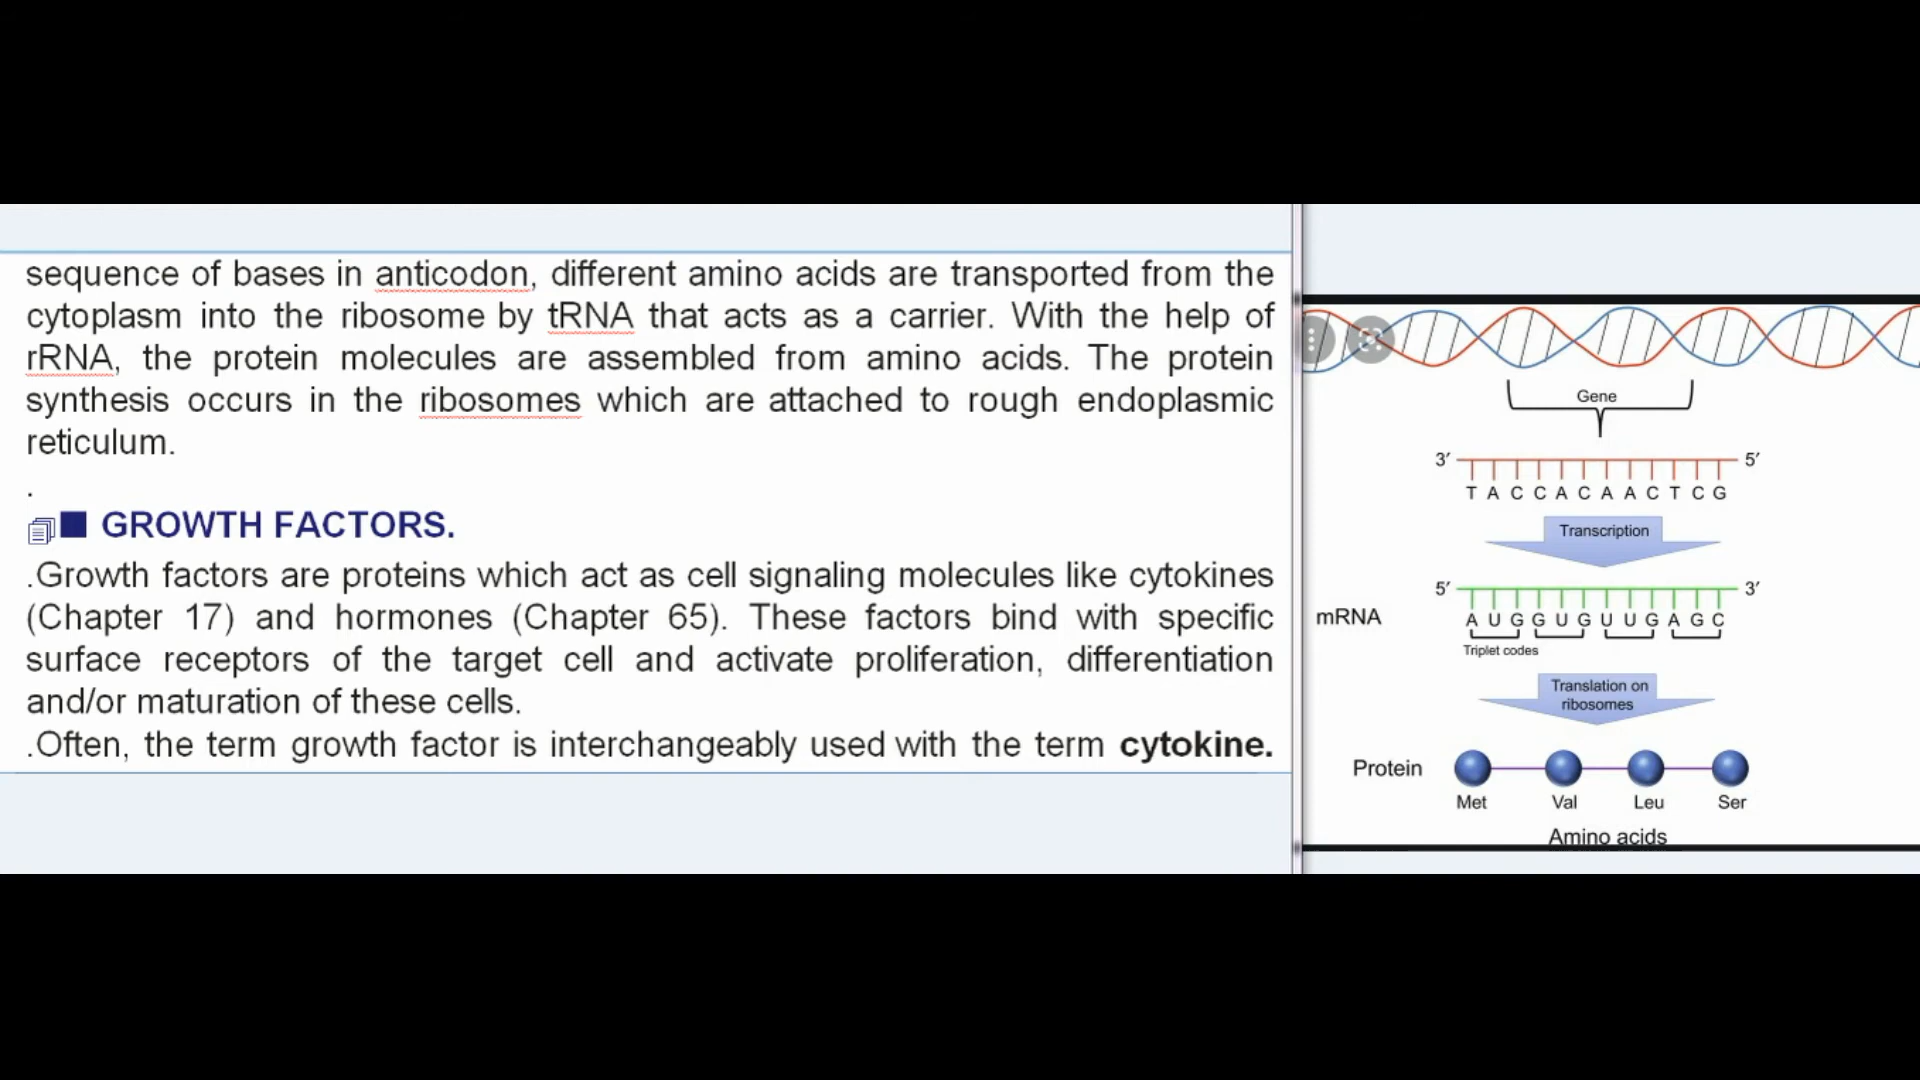 sequence of bases in anticodon, different amino acids are transported from the
cytoplasm into the ribosome by tRNA that acts as a carrier. With the help of
rRNA, the protein molecules are assembled from amino acids. The protein
synthesis occurs in the ribosomes which are attached to rough endoplasmic
reticulum.
.
GROWTH FACTORS.
.Growth factors are proteins which act as cell signaling molecules like cytokines
(Chapter 17) and hormones (Chapter 65). These factors bind with specific
surface receptors of the target cell and activate proliferation, differentiation
and/or maturation of these cells.
.Often, the term growth factor is interchangeably used with the term cytokine.
Gene
3′ 5′
T A C C A C A A C T C G
Transcription
5′ 3′
mRNA
A U G G U G U U G A G C
Triplet codes
Translation on
ribosomes
Protein
Met Val Leu Ser
Amino acids